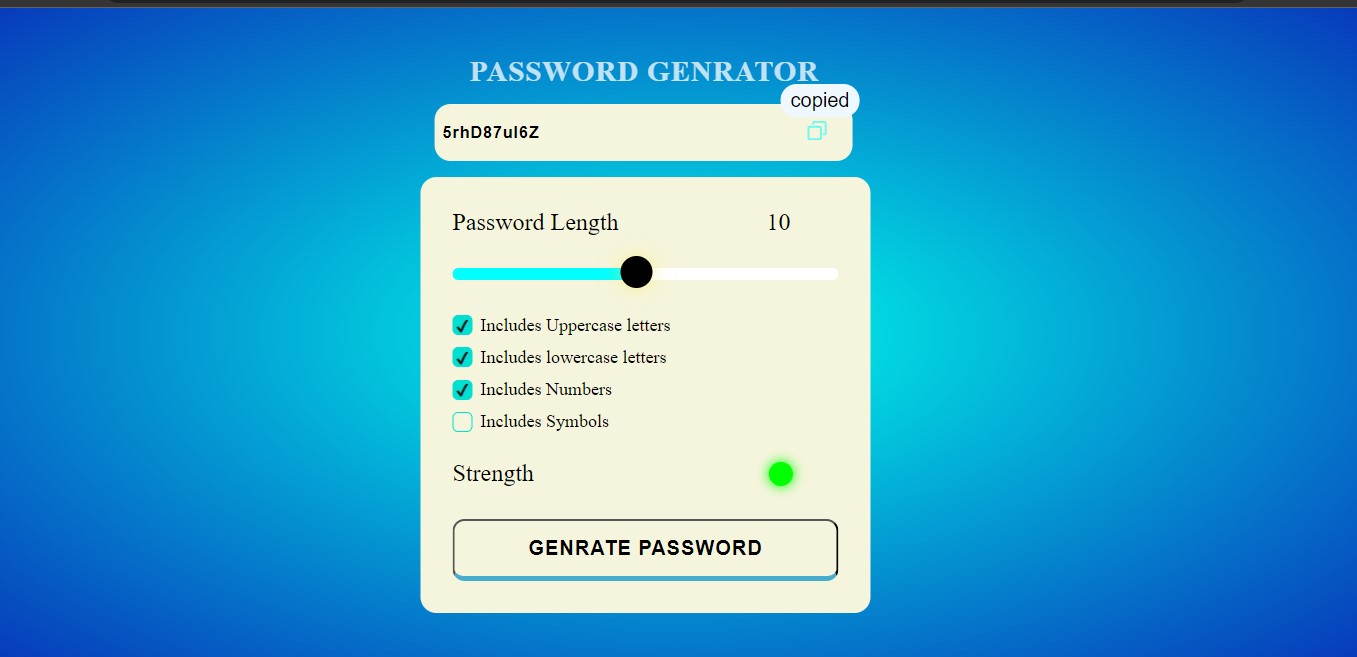 PASSWORD GENRATOR
copied
5rhD87uI6Z
Password Length 10
Includes Uppercase letters
Includes lowercase letters
Includes Numbers
Includes Symbols
Strength
GENRATE PASSWORD